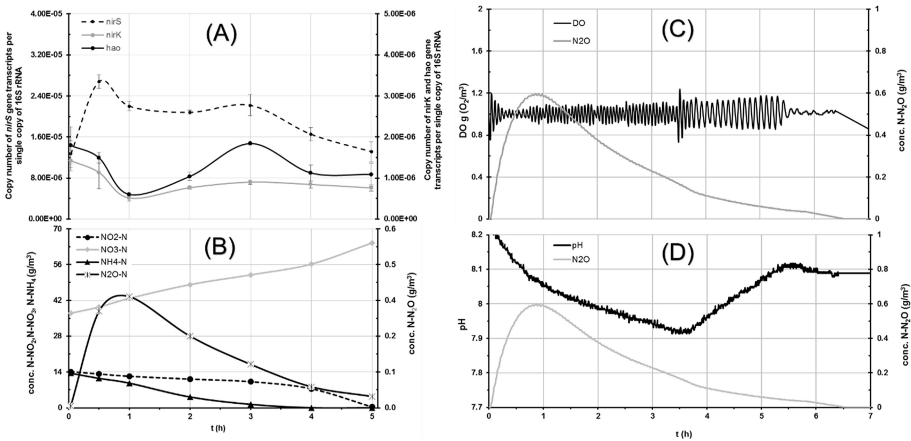 4.00E-05
3.20E-05
2.40E-05
1.60E-05
8.00E-06
0.00E+00
Copy number of nirS gene transcripts per
single copy of 16S rRNA
nirS
nirK
hao
(A)
5.00E-06
4.00E-06
3.00E-06
2.00E-06
1.00E-06
0.00E+00
Copy number of nirK and hao gene
transcripts per single copy of 16S rRNA
70
56
42
28
14
0
conc. N-NO2,N-NO3, N-NH4 (g/m3)
NO2-N
NO3-N
NH4-N
N2O-N
(B)
0.6
0.5
0.4
0.2
0.1
0.0
conc. N-N2O (g/m3)
0 1 2 3 4 5
t (h)
2
1.6
1.2
0.8
0.4
0
DO g (O2/m3)
(C)
DO
N2O
1
0.8
0.6
0.4
0.2
0
conc. N-N2O (g/m3)
8.2
8.1
8
7.9
7.8
7.7
pH
pH
N2O
(D)
1
0.8
0.6
0.4
0.2
0
conc. N-N2O (g/m3)
0 1 2 3 4 5 6 7
t (h)